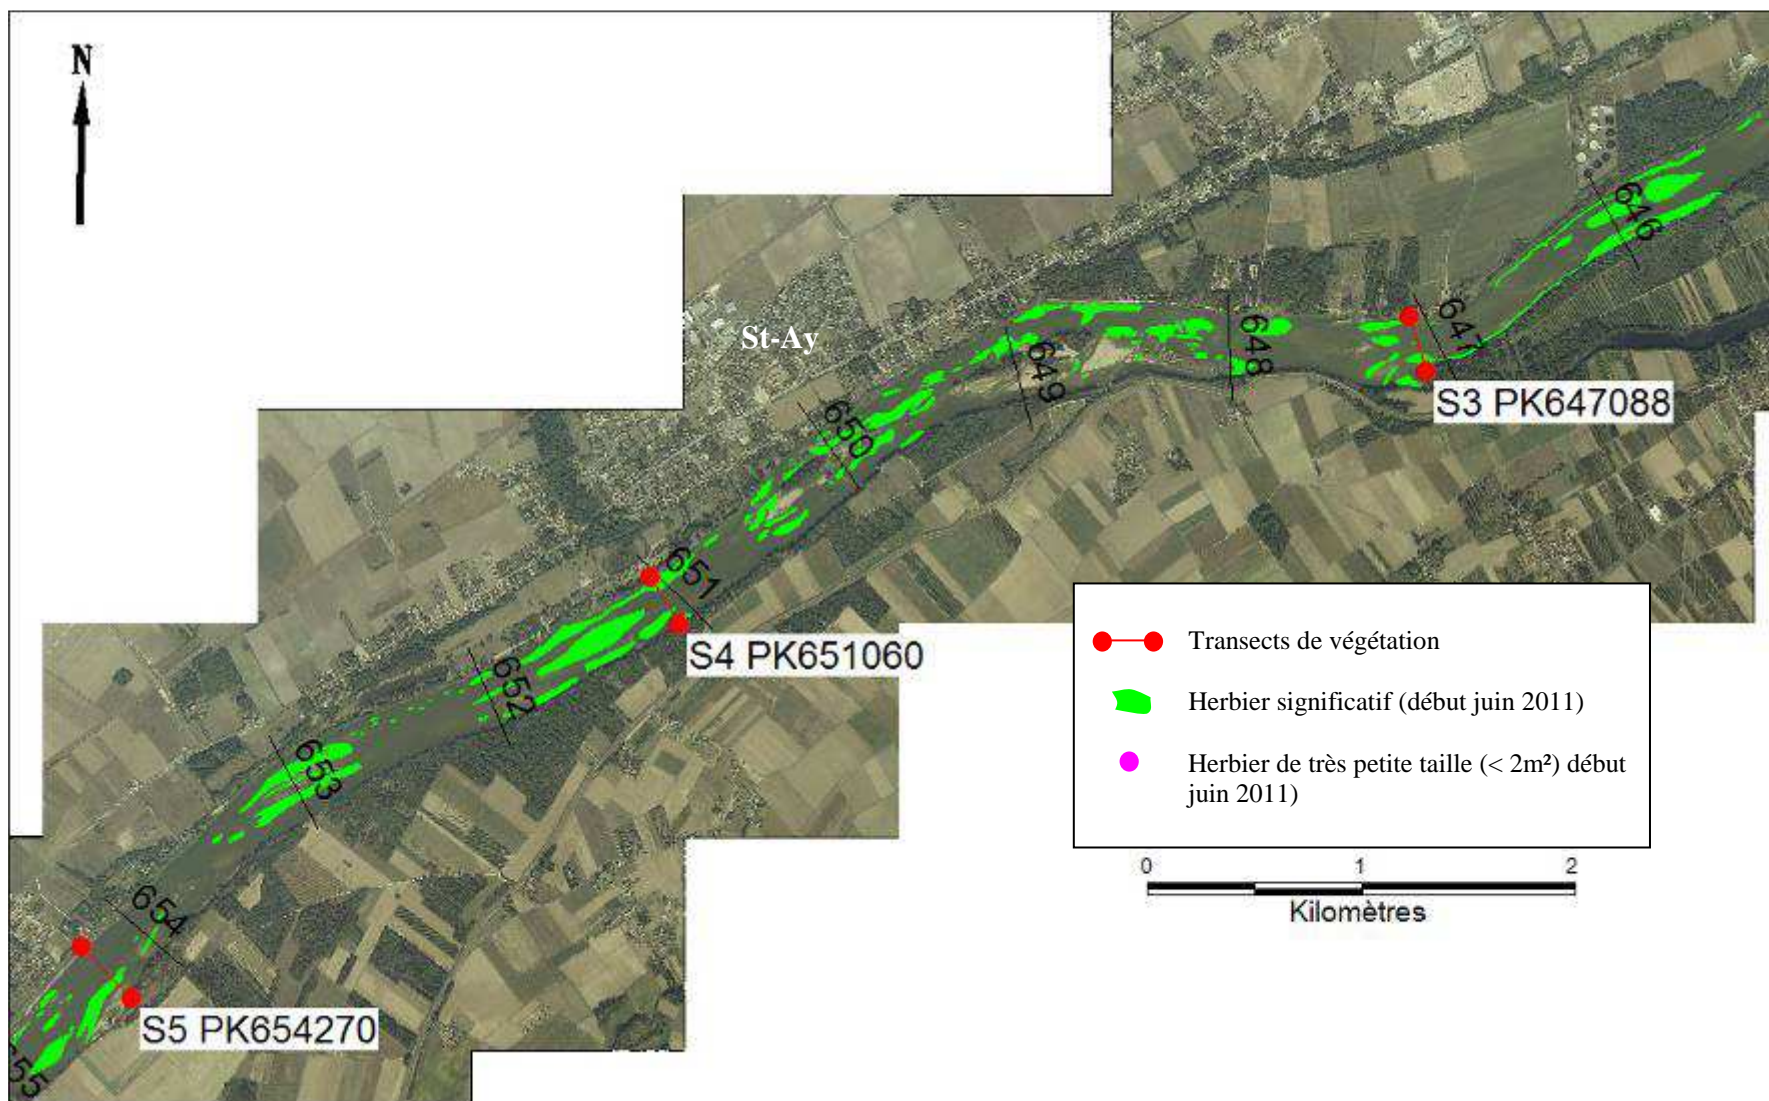 N
646
647
648
St-Ay
649
S3 PK647088
650
651
S4 PK651060
652
653
654
S5 PK654270
655
Transects de végétation
Herbier significatif (début juin 2011)
Herbier de très petite taille (< 2m²) début
juin 2011)
0 1 2
Kilomètres